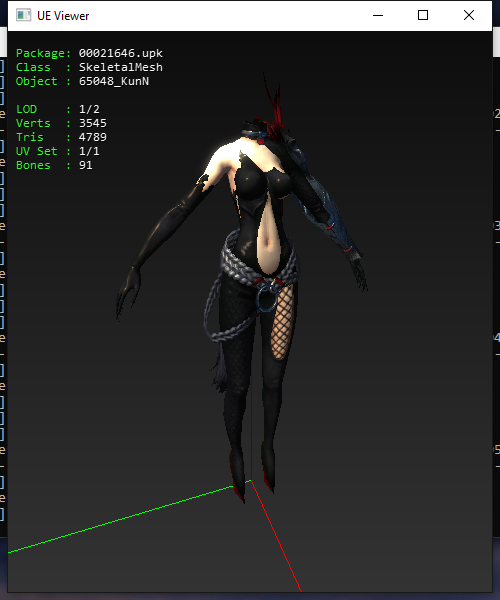 UE Viewer
Package: 00021646.upk
Class  : SkeletalMesh
Object : 65048_KunN
LOD    : 1/2
Verts  : 3545
Tris   : 4789
UV Set : 1/1
Bones  : 91